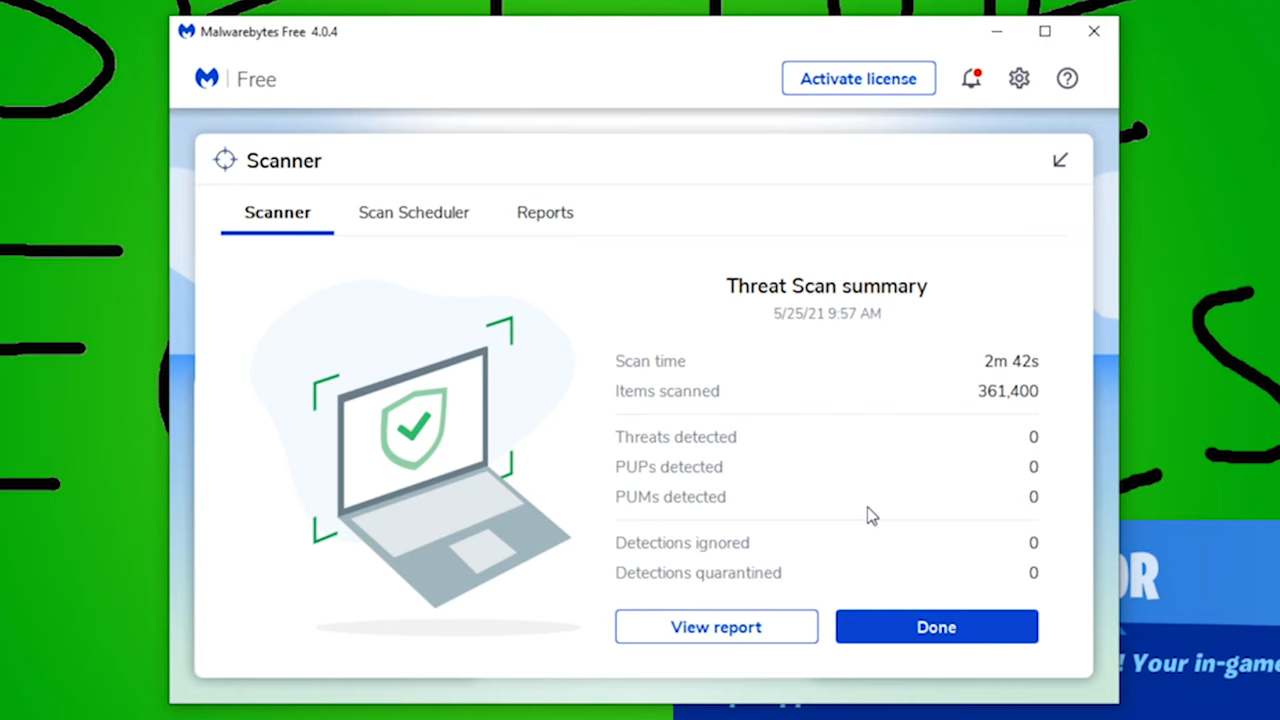 Malwarebytes Free 4.0.4
Free
Activate license
Scanner
Scanner Scan Scheduler Reports
Threat Scan summary
5/25/21 9:57 AM
Scan time 2m 42s
Items scanned 361,400
Threats detected 0
PUPs detected 0
PUMs detected 0
Detections ignored 0
Detections quarantined 0
View report Done
OR
! Your in-game